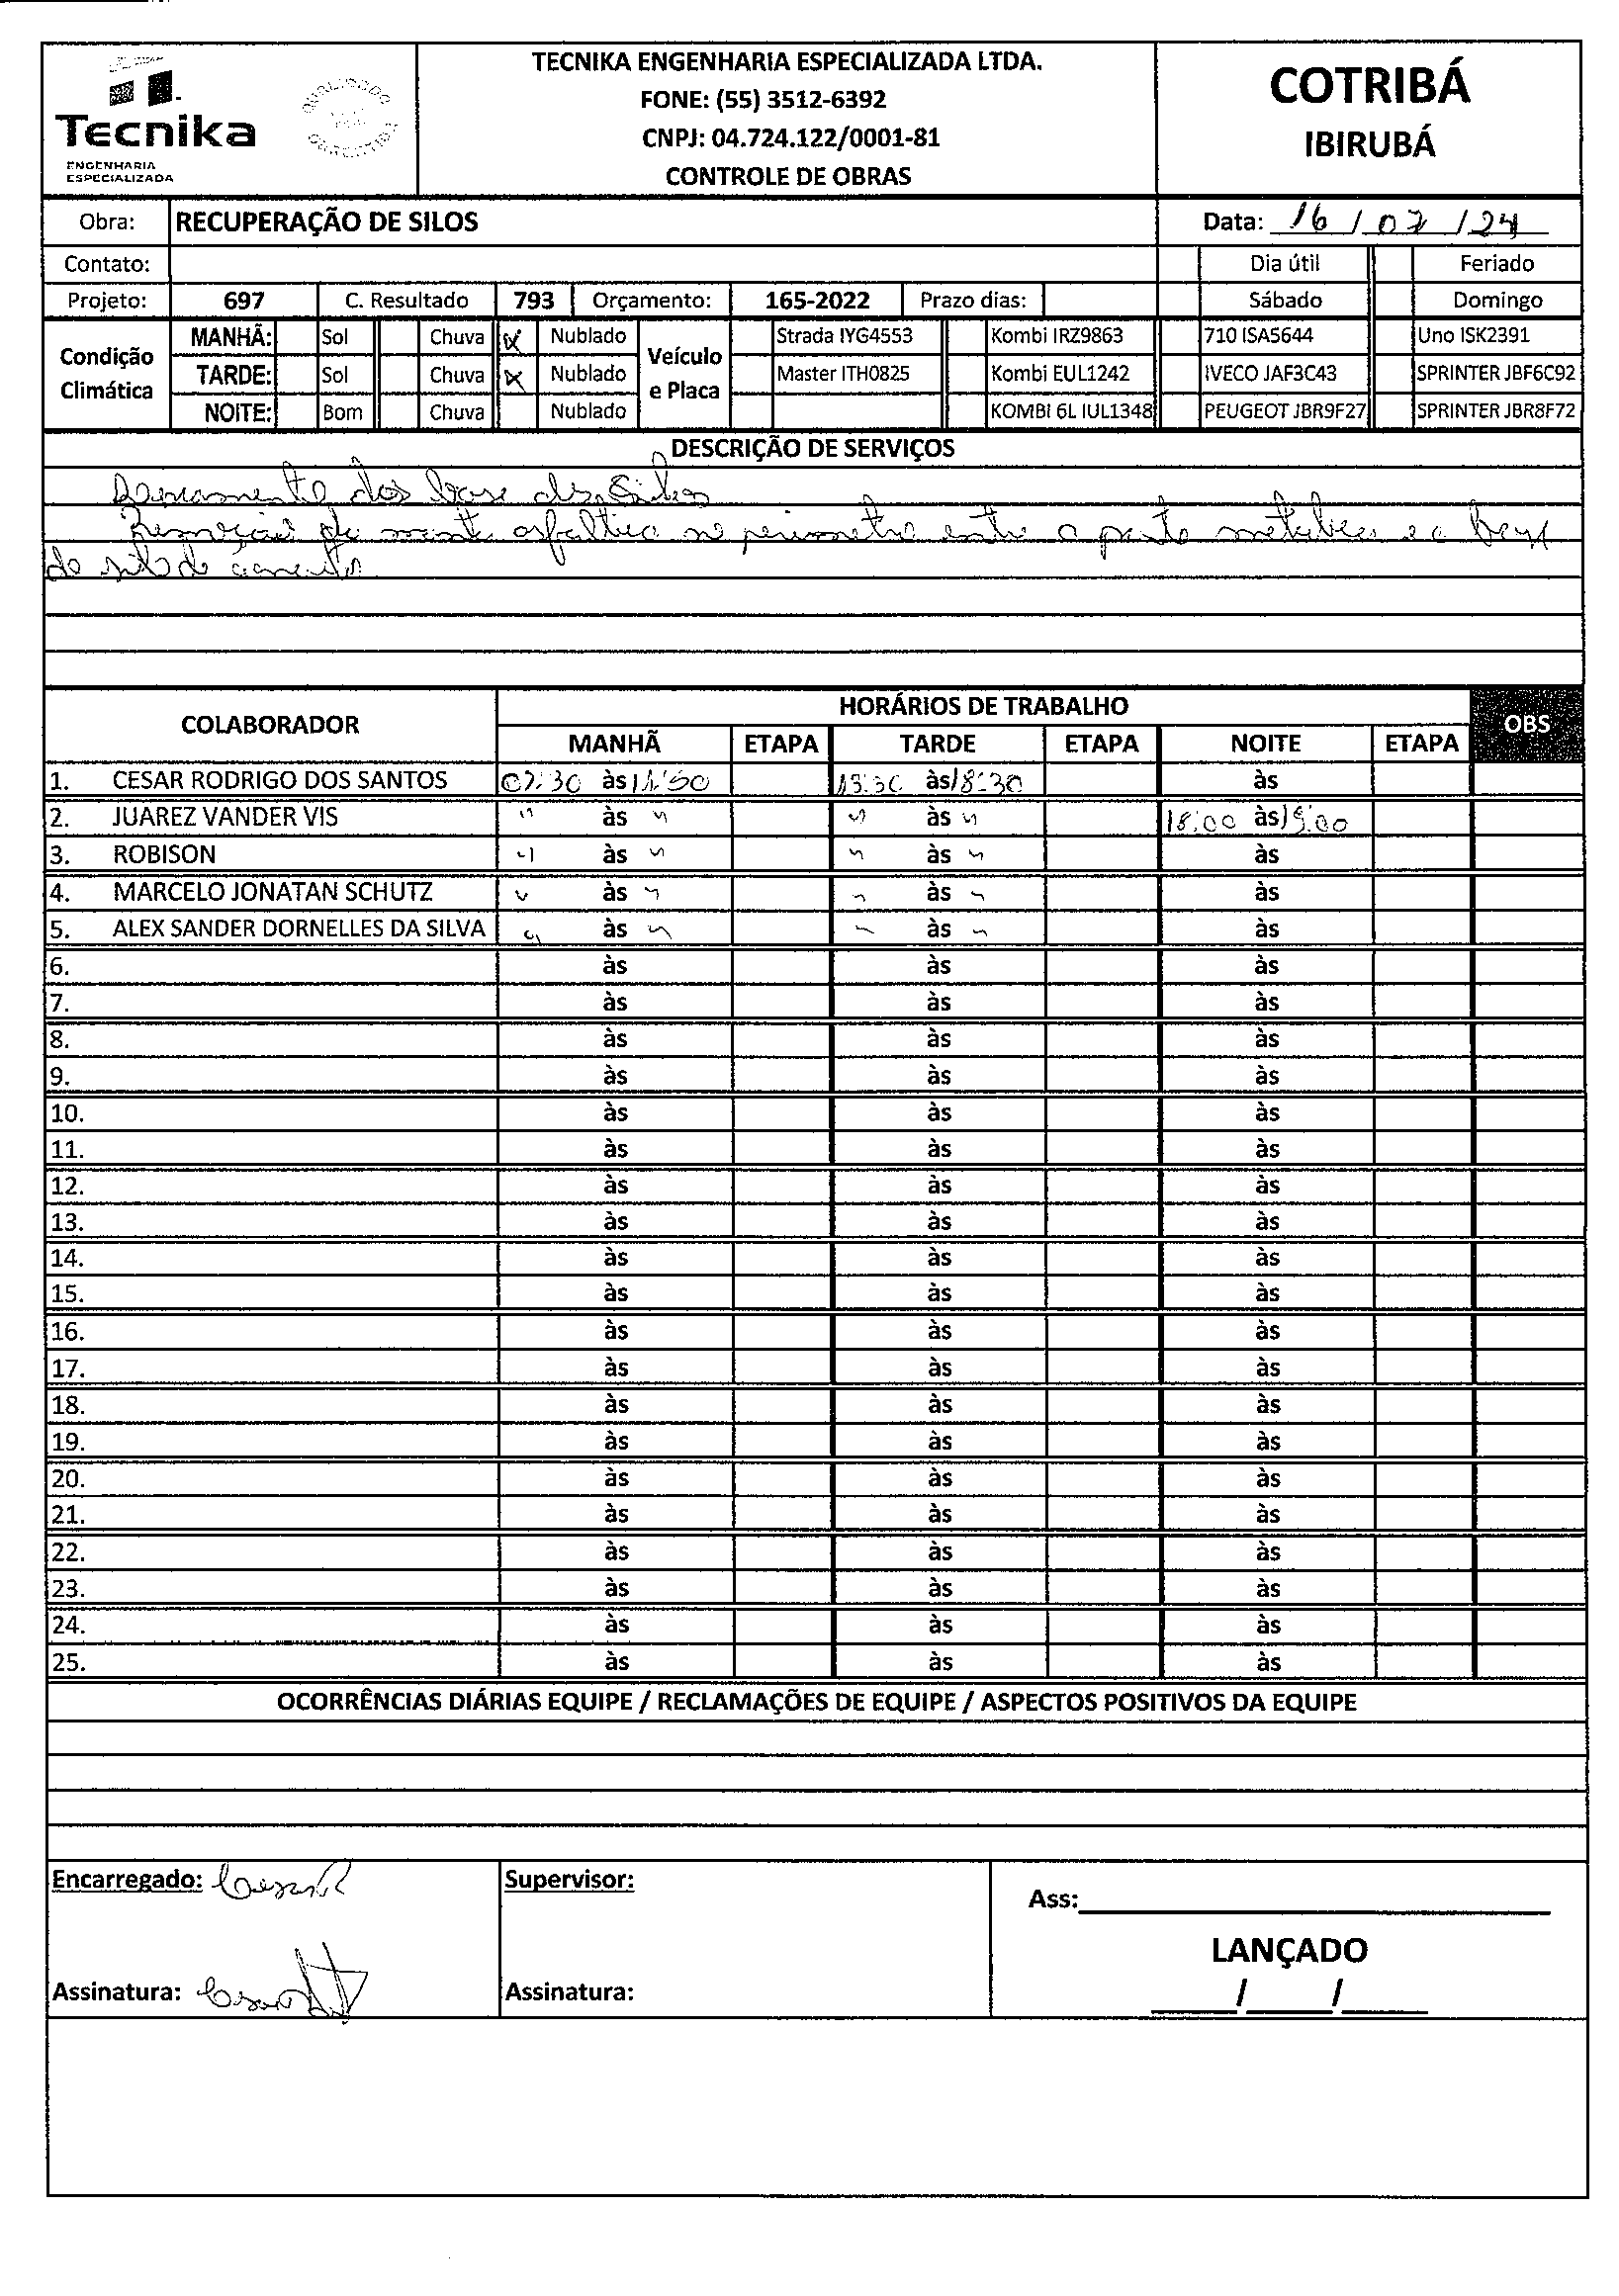 TECNIKA ENGENHARIA ESPECIALIZADA LTDA.
FONE: (55) 3512-6392
CNPJ: 04.724.122/0001-81
CONTROLE DE OBRAS
Tecnika
ENGENHARIA
ESPECIALIZADA
COTRIBÁ
IBIRUBÁ
Obra: RECUPERAÇÃO DE SILOS Data: 16 / 07 / 24
Contato: Dia útil Feriado
Projeto: 697 C. Resultado 793 Orçamento: 165-2022 Prazo dias: Sábado Domingo
Condição Climática
MANHÃ: Sol Chuva x Nublado
TARDE: Sol Chuva x Nublado
NOITE: Bom Chuva Nublado
Veículo e Placa
Strada IYG4553 Kombi IRZ9863 710 ISA5644 Uno ISK2391
Master ITH0825 Kombi EUL1242 IVECO JAF3C43 SPRINTER JBF6C92
KOMBI 6L IUL1348 PEUGEOT JBR9F27 SPRINTER JBR8F72
DESCRIÇÃO DE SERVIÇOS
dos base dos Silos
Remoção da manta asfaltica no perimetro entre a parte metalica e a
do silo de
COLABORADOR HORÁRIOS DE TRABALHO OBS
MANHÃ ETAPA TARDE ETAPA NOITE ETAPA
1. CESAR RODRIGO DOS SANTOS 07:30 às 11:50 13:30 às 18:30 às
2. JUAREZ VANDER VIS " às " " às " 18:00 às 19:00
3. ROBISON " às " " às " às
4. MARCELO JONATAN SCHUTZ " às " " às " às
5. ALEX SANDER DORNELLES DA SILVA " às " " às " às
6. às às às
7. às às às
8. às às às
9. às às às
10. às às às
11. às às às
12. às às às
13. às às às
14. às às às
15. às às às
16. às às às
17. às às às
18. às às às
19. às às às
20. às às às
21. às às às
22. às às às
23. às às às
24. às às às
25. às às às
OCORRÊNCIAS DIÁRIAS EQUIPE / RECLAMAÇÕES DE EQUIPE / ASPECTOS POSITIVOS DA EQUIPE
Encarregado: Cesar R Supervisor: Ass:
LANÇADO
Assinatura: Assinatura: / /